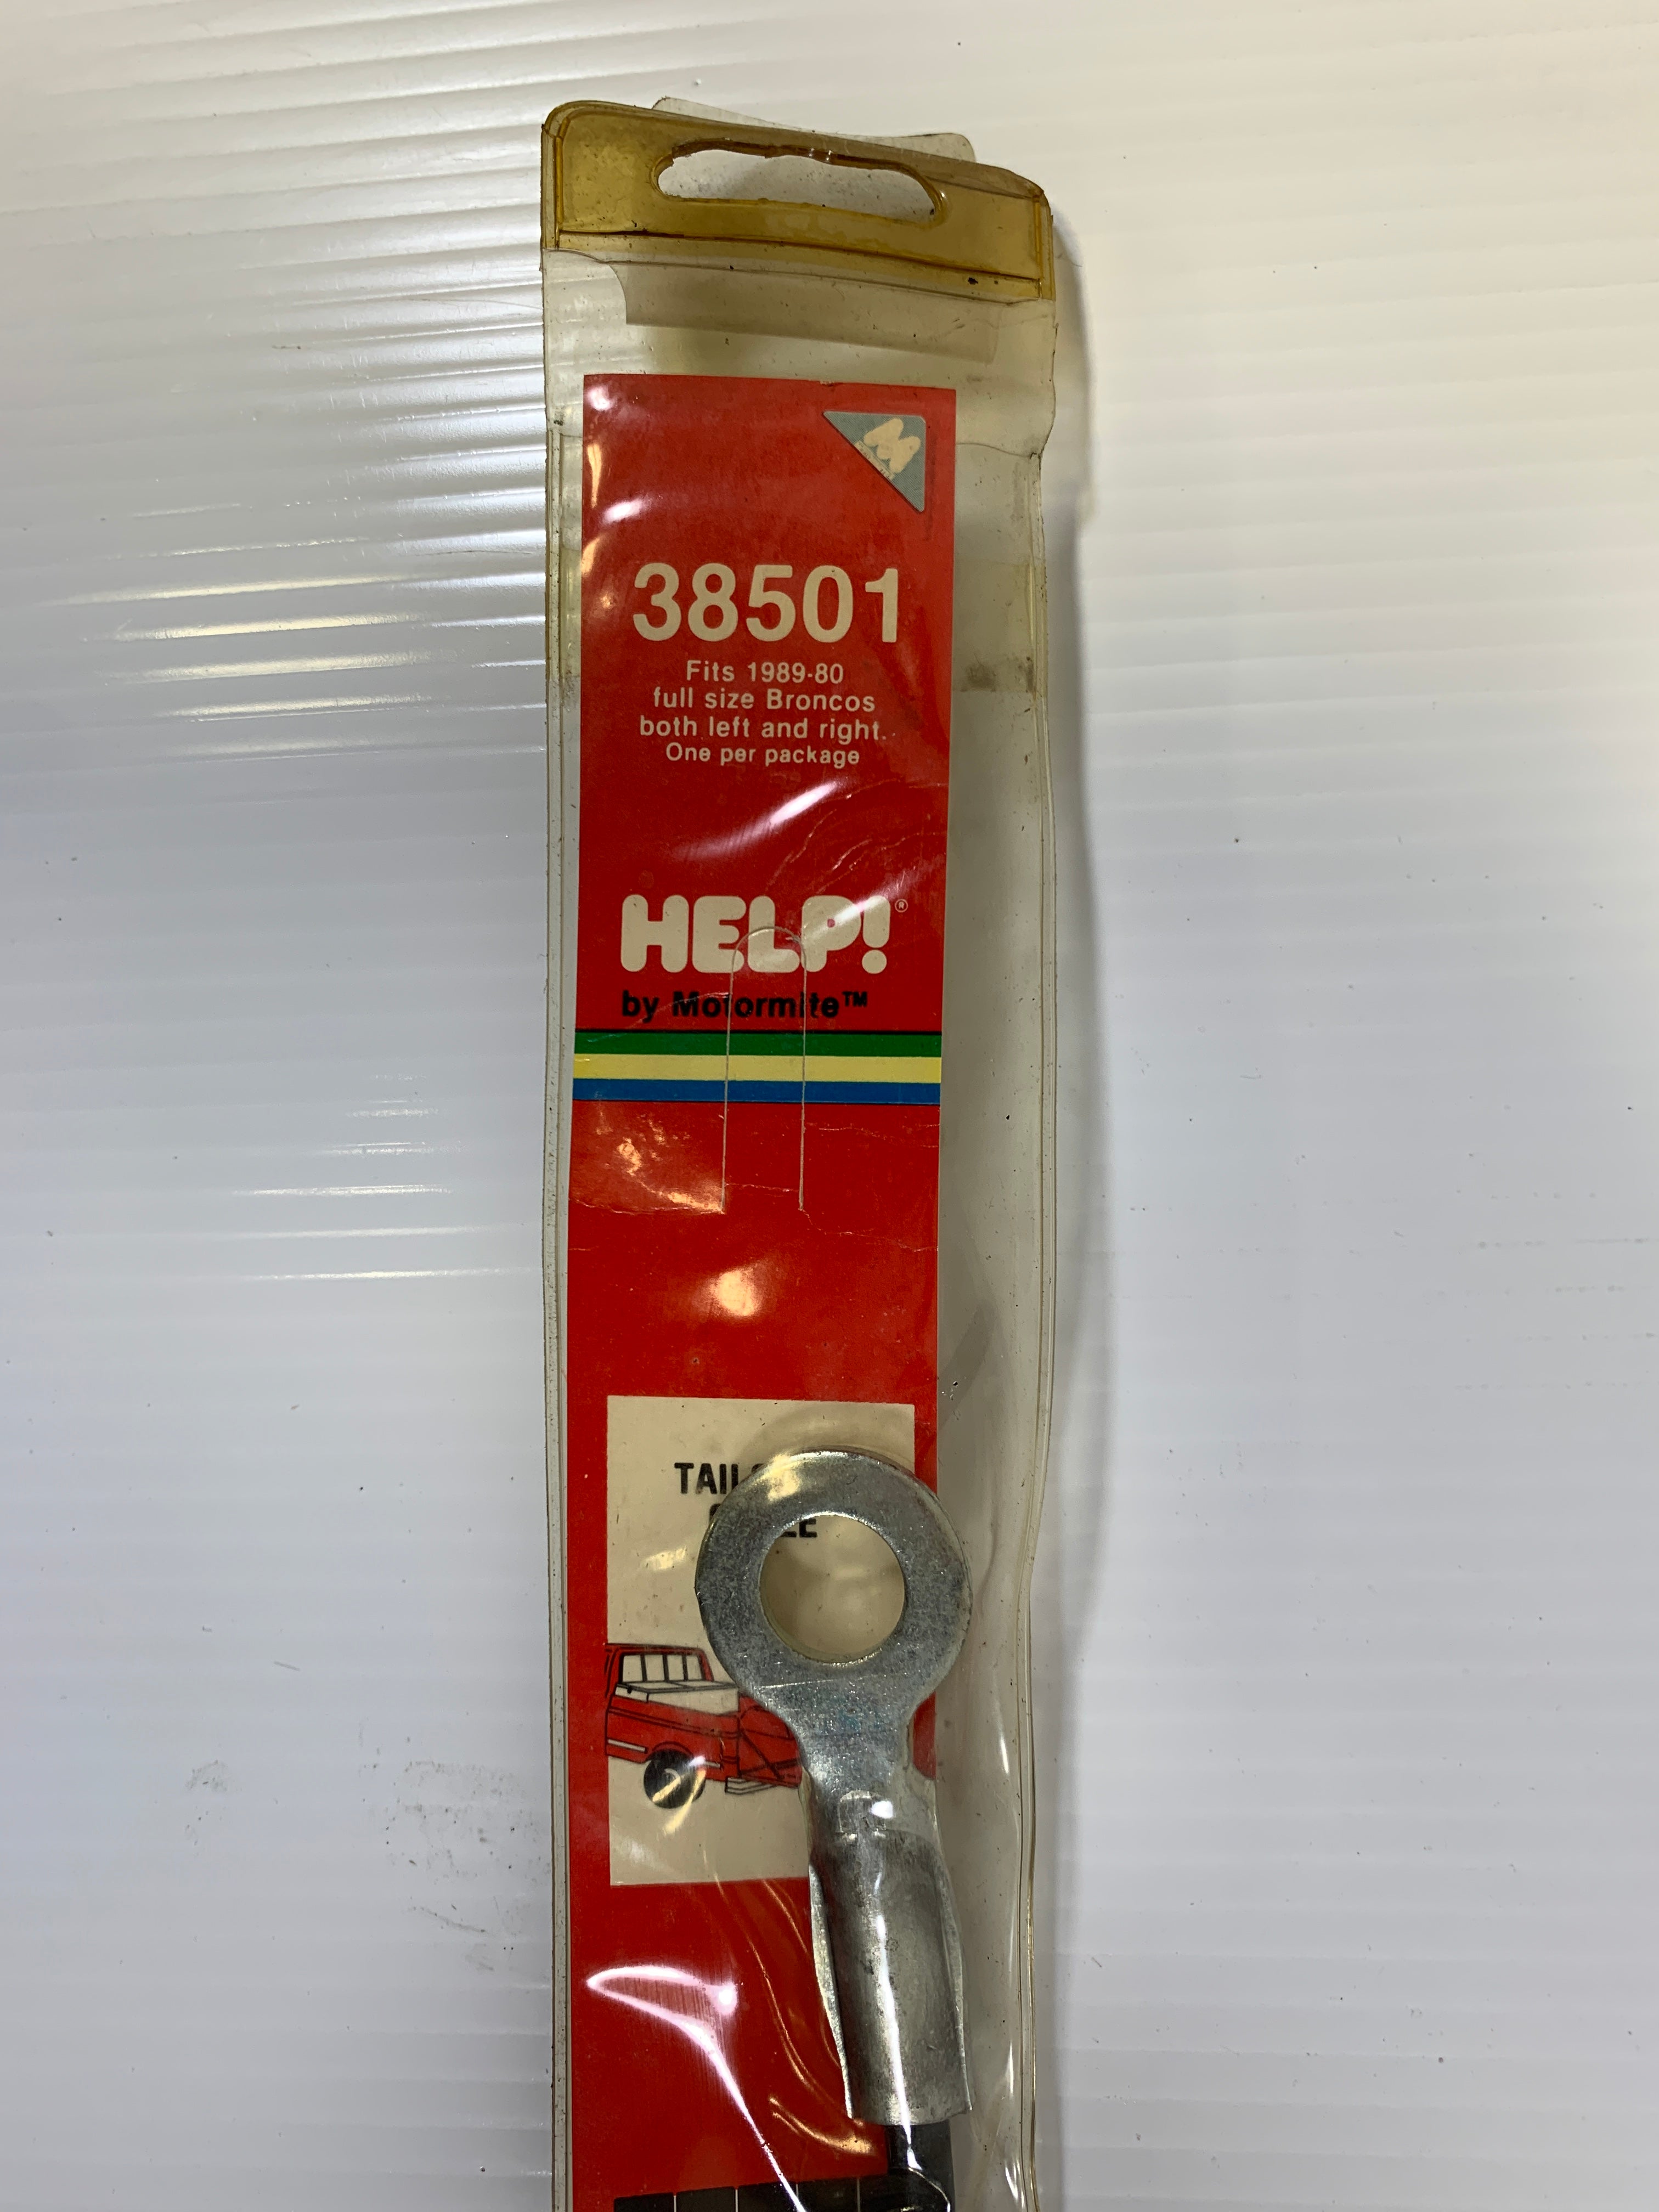 38501
Fits 1989-80
full size Broncos
both left and right.
One per package
HELP!®
by Motormite™